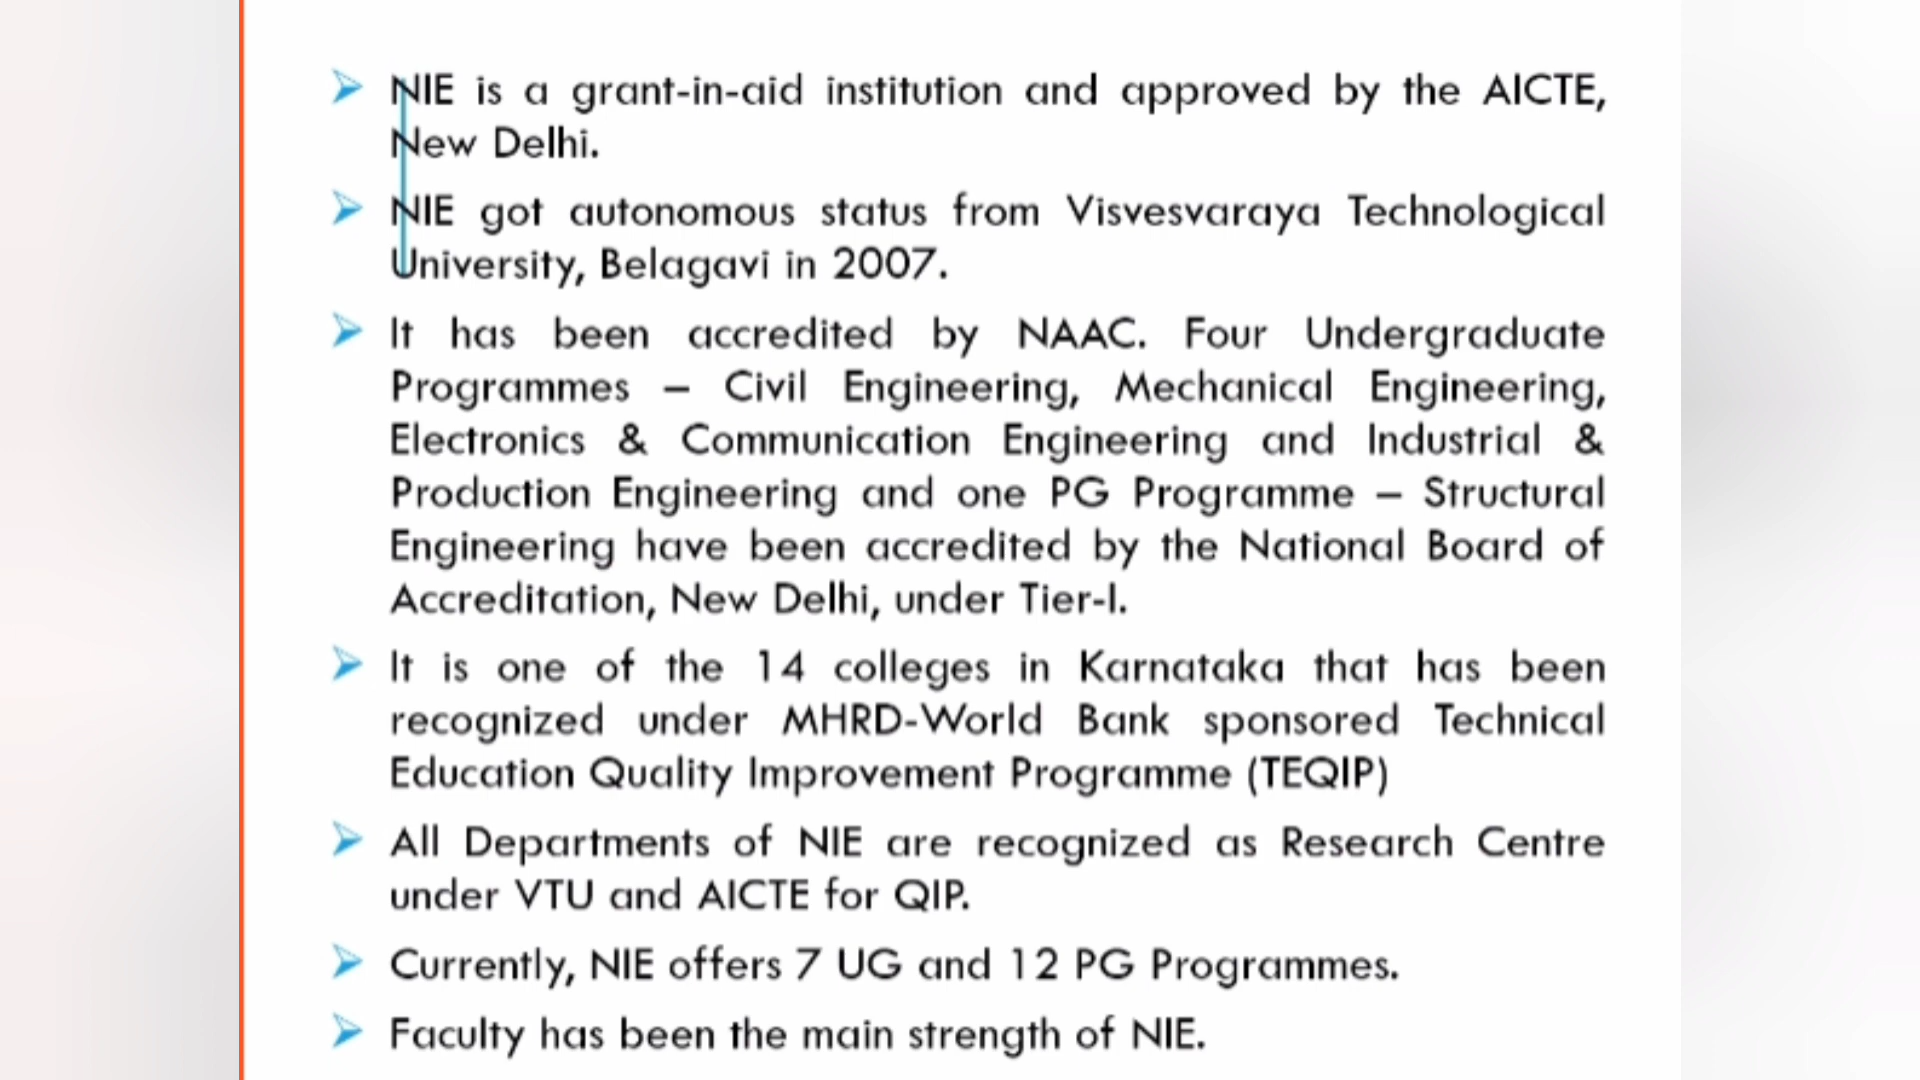 NIE is a grant-in-aid institution and approved by the AICTE,
New Delhi.
NIE got autonomous status from Visvesvaraya Technological
University, Belagavi in 2007.
It has been accredited by NAAC. Four Undergraduate
Programmes – Civil Engineering, Mechanical Engineering,
Electronics & Communication Engineering and Industrial &
Production Engineering and one PG Programme – Structural
Engineering have been accredited by the National Board of
Accreditation, New Delhi, under Tier-I.
It is one of the 14 colleges in Karnataka that has been
recognized under MHRD-World Bank sponsored Technical
Education Quality Improvement Programme (TEQIP)
All Departments of NIE are recognized as Research Centre
under VTU and AICTE for QIP.
Currently, NIE offers 7 UG and 12 PG Programmes.
Faculty has been the main strength of NIE.